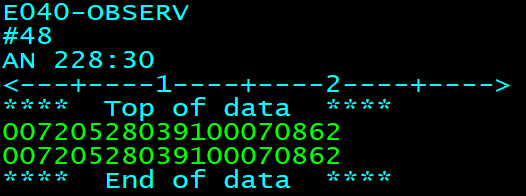 E040-OBSERV
#48
AN 228:30
<---+----1----+----2----+---->
****  Top of data  ****
00720528039100070862
00720528039100070862
****  End of data  ****